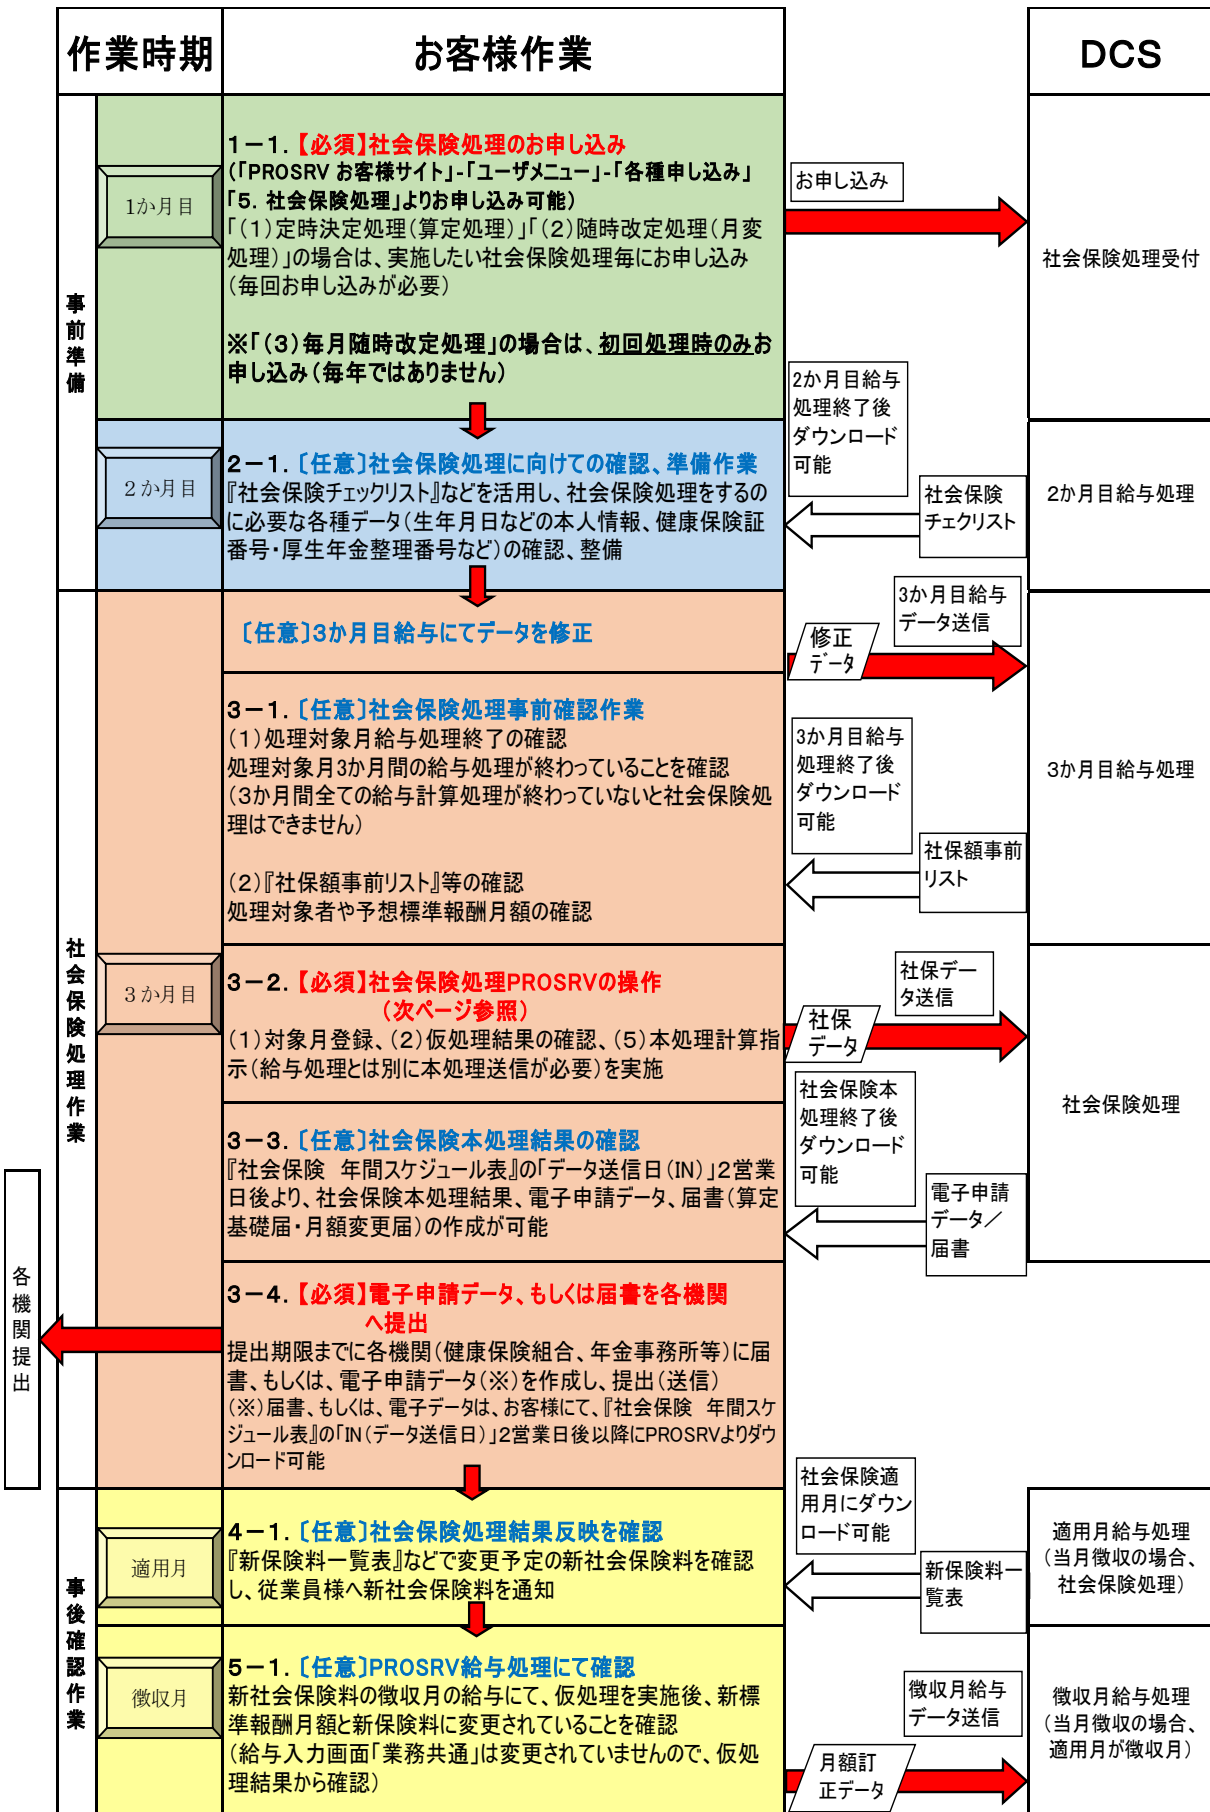 作業時期
お客様作業
DCS
事前準備
1か月目
1－1．【必須】社会保険処理のお申し込み
(「PROSRV お客様サイト」-「ユーザメニュー」-「各種申し込み」
「5．社会保険処理」よりお申し込み可能)
「(1)定時決定処理(算定処理)」「(2)随時改定処理(月変
処理)」の場合は、実施したい社会保険処理毎にお申し込み
(毎回お申し込みが必要)
※「(3)毎月随時改定処理」の場合は、初回処理時のみお
申し込み(毎年ではありません)
お申し込み
社会保険処理受付
2か月目
2－1．〔任意〕社会保険処理に向けての確認、準備作業
『社会保険チェックリスト』などを活用し、社会保険処理をするの
に必要な各種データ(生年月日などの本人情報、健康保険証
番号・厚生年金整理番号など)の確認、整備
2か月目給与
処理終了後
ダウンロード
可能
社会保険
チェクリスト
2か月目給与処理
社会保険処理作業
3か月目
〔任意〕3か月目給与にてデータを修正
修正
データ
3か月目給与
データ送信
3－1．〔任意〕社会保険処理事前確認作業
(1)処理対象月給与処理終了の確認
処理対象月3か月間の給与処理が終わっていることを確認
(3か月間全ての給与計算処理が終わっていないと社会保険処
理はできません)
(2)『社保額事前リスト』等の確認
処理対象者や予想標準報酬月額の確認
3か月目給与
処理終了後
ダウンロード
可能
社保額事前
リスト
3か月目給与処理
3－2．【必須】社会保険処理PROSRVの操作
(次ページ参照)
(1)対象月登録、(2)仮処理結果の確認、(5)本処理計算指
示(給与処理とは別に本処理送信が必要)を実施
社保
データ
社保デー
タ送信
社会保険処理
3－3．〔任意〕社会保険本処理結果の確認
『社会保険　年間スケジュール表』の「データ送信日(IN)」2営業
日後より、社会保険本処理結果、電子申請データ、届書(算定
基礎届・月額変更届)の作成が可能
社会保険本
処理終了後
ダウンロード
可能
電子申請
データ／
届書
3－4．【必須】電子申請データ、もしくは届書を各機関
へ提出
提出期限までに各機関(健康保険組合、年金事務所等)に届
書、もしくは、電子申請データ(※)を作成し、提出(送信)
(※)届書、もしくは、電子データは、お客様にて、『社会保険　年間スケ
ジュール表』の「IN(データ送信日)」2営業日後以降にPROSRVよりダウ
ンロード可能
各機関提出
事後確認作業
適用月
4－1．〔任意〕社会保険処理結果反映を確認
『新保険料一覧表』などで変更予定の新社会保険料を確認
し、従業員様へ新社会保険料を通知
社会保険適
用月にダウン
ロード可能
新保険料一
覧表
適用月給与処理
(当月徴収の場合、
社会保険処理)
徴収月
5－1．〔任意〕PROSRV給与処理にて確認
新社会保険料の徴収月の給与にて、仮処理を実施後、新標
準報酬月額と新保険料に変更されていることを確認
(給与入力画面「業務共通」は変更されていませんので、仮処
理結果から確認)
月額訂
正データ
徴収月給与
データ送信
徴収月給与処理
(当月徴収の場合、
適用月が徴収月)